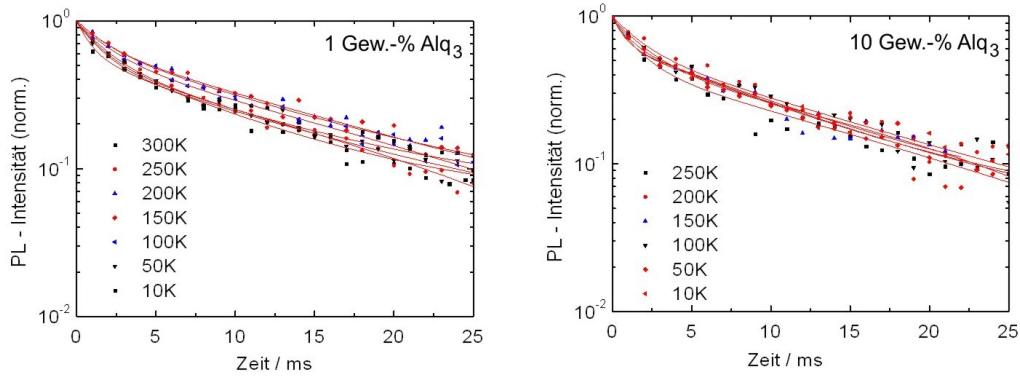 1 Gew.-% Alq3
PL - Intensität (norm.)
10^0
10^-1
10^-2
300K
250K
200K
150K
100K
50K
10K
0 5 10 15 20 25
Zeit / ms
10 Gew.-% Alq3
PL - Intensität (norm.)
10^0
10^-1
10^-2
250K
200K
150K
100K
50K
10K
0 5 10 15 20 25
Zeit / ms